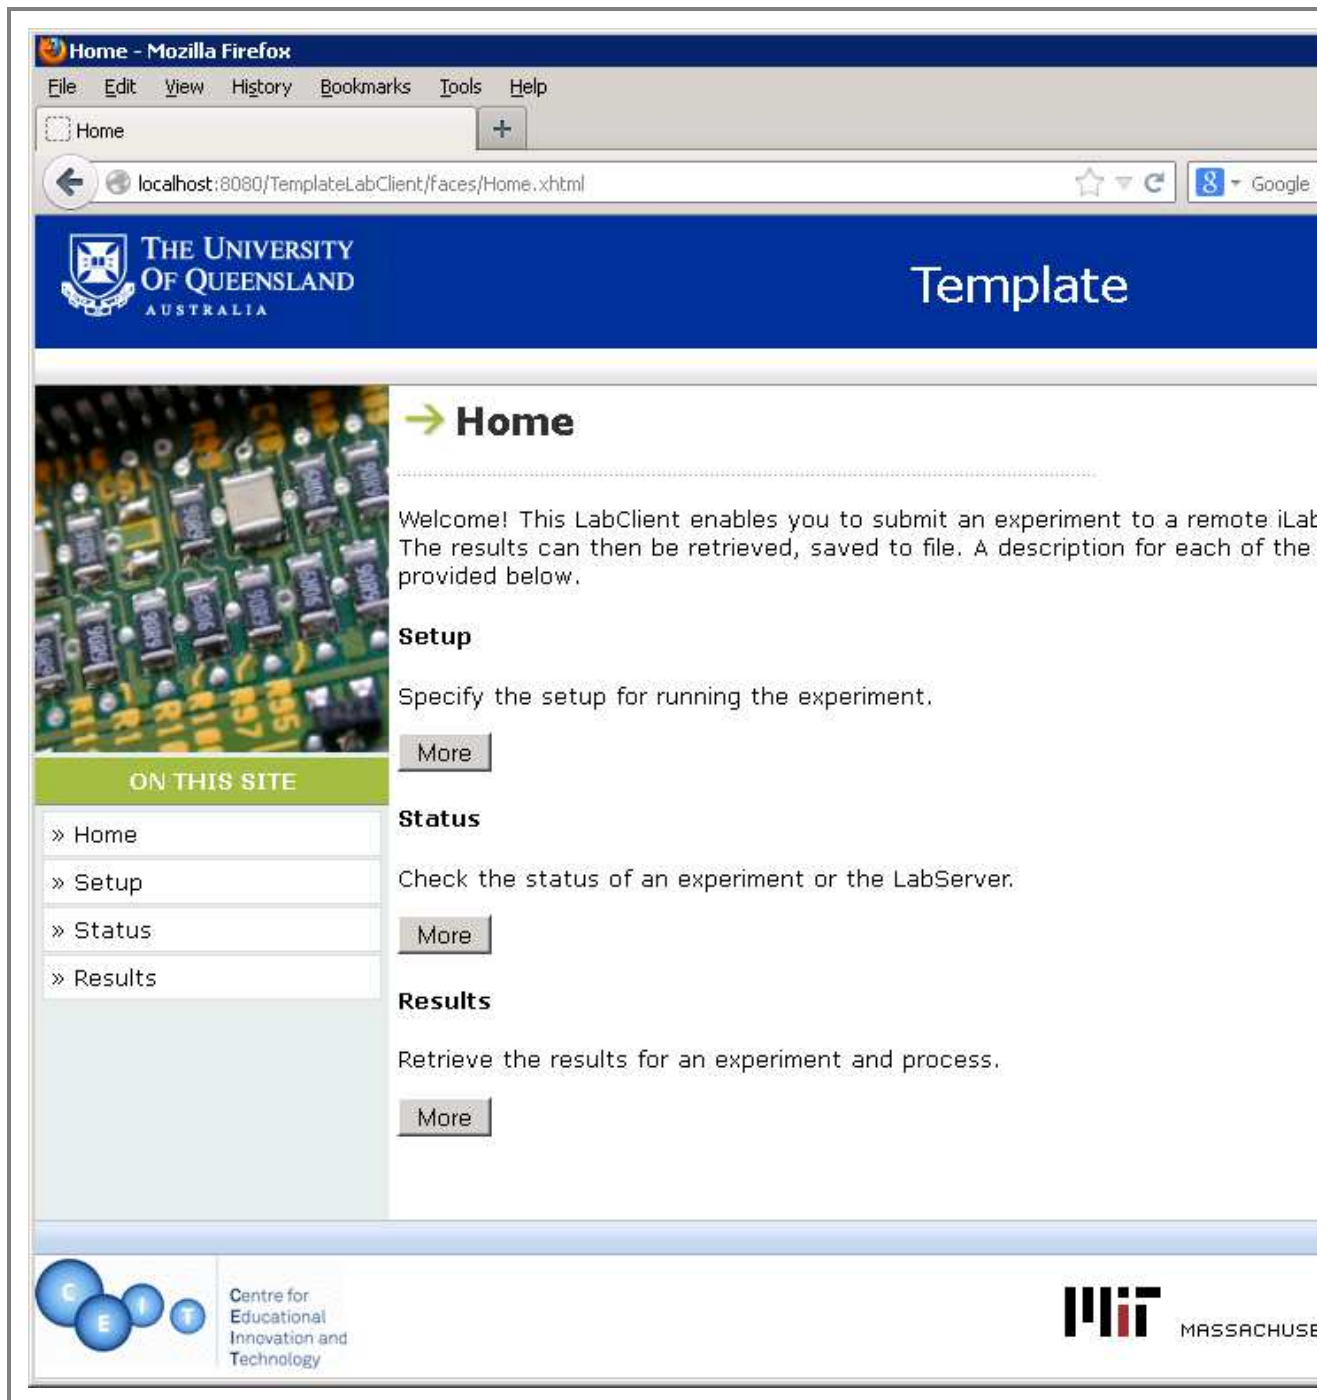 Home - Mozilla Firefox
File Edit View History Bookmarks Tools Help
Home
localhost:8080/TemplateLabClient/faces/Home.xhtml
Google
THE UNIVERSITY
OF QUEENSLAND
AUSTRALIA
Template
Home
Welcome! This LabClient enables you to submit an experiment to a remote iLab
The results can then be retrieved, saved to file. A description for each of the
provided below.
Setup
Specify the setup for running the experiment.
More
ON THIS SITE
» Home
» Setup
» Status
» Results
Status
Check the status of an experiment or the LabServer.
More
Results
Retrieve the results for an experiment and process.
More
CEIT
Centre for
Educational
Innovation and
Technology
MIT
MASSACHUSE